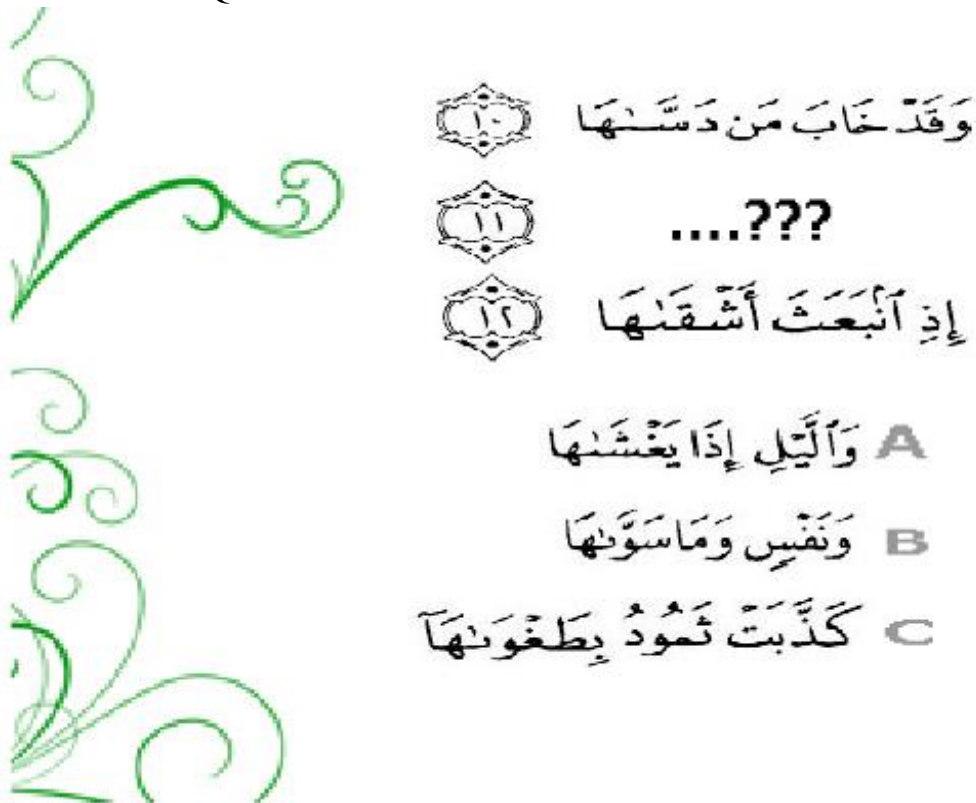 وَقَدْ خَابَ مَن دَسَّىٰهَا ١٠
....??? ١١
إِذِ ٱنۢبَعَثَ أَشْقَىٰهَا ١٢
A وَٱلَّيْلِ إِذَا يَغْشَىٰهَا
B وَنَفْسٍ وَمَا سَوَّىٰهَا
C كَذَّبَتْ ثَمُودُ بِطَغْوَىٰهَآ